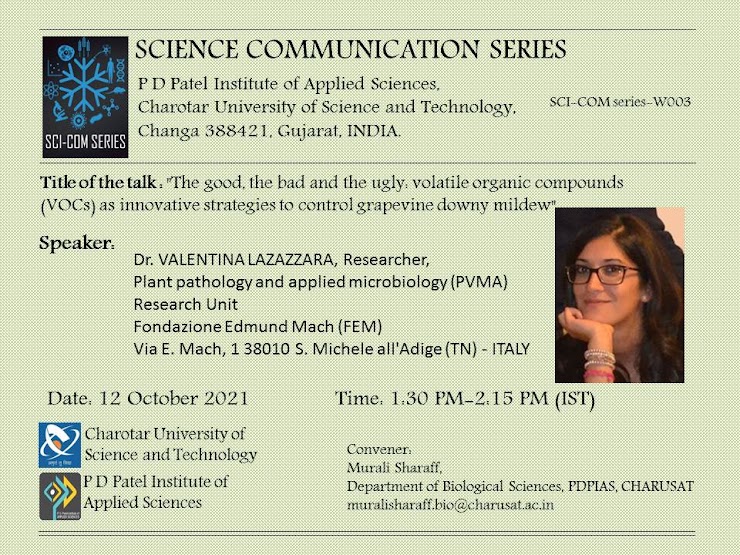 SCIENCE COMMUNICATION SERIES
P D Patel Institute of Applied Sciences,
Charotar University of Science and Technology,
Changa 388421, Gujarat, INDIA.
SCI-COM series-W003
SCI-COM SERIES
Title of the talk : "The good, the bad and the ugly: volatile organic compounds
(VOCs) as innovative strategies to control grapevine downy mildew"
Speaker:
Dr. VALENTINA LAZAZZARA, Researcher,
Plant pathology and applied microbiology (PVMA)
Research Unit
Fondazione Edmund Mach (FEM)
Via E. Mach, 1 38010 S. Michele all'Adige (TN) - ITALY
Date: 12 October 2021
Time: 1:30 PM-2:15 PM (IST)
Charotar University of
Science and Technology
P D Patel Institute of
Applied Sciences
Convener:
Murali Sharaff,
Department of Biological Sciences, PDPIAS, CHARUSAT
muralisharaff.bio@charusat.ac.in